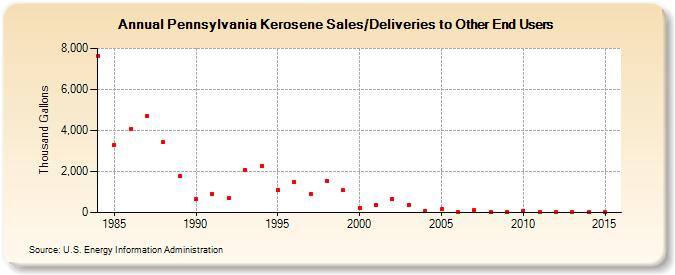 Annual Pennsylvania Kerosene Sales/Deliveries to Other End Users
Thousand Gallons
8,000
6,000
4,000
2,000
0
1985 1990 1995 2000 2005 2010 2015
Source: U.S. Energy Information Administration